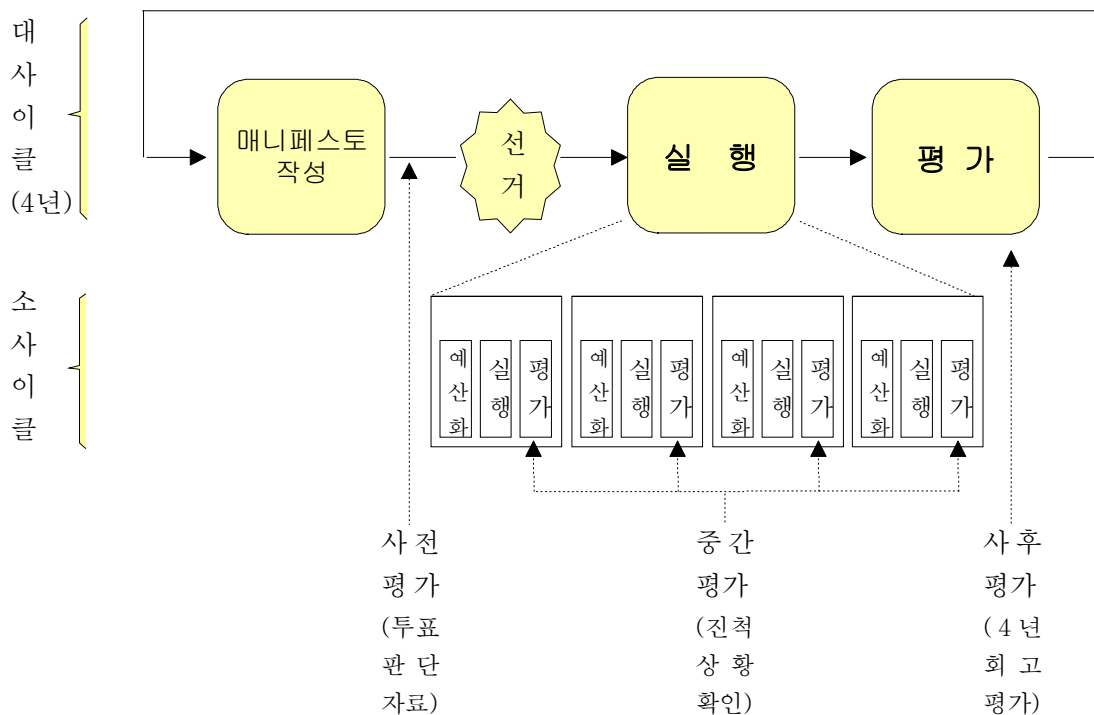 대사이클
(4년)
매니페스토
작성
선거
실 행
평 가
소사이클
예산화
실행
평가
예산화
실행
평가
예산화
실행
평가
예산화
실행
평가
사 전
평 가
(투표
판 단
자료)
중간
평가
(진척
상 황
확인)
사 후
평가
( 4 년
회 고
평가)